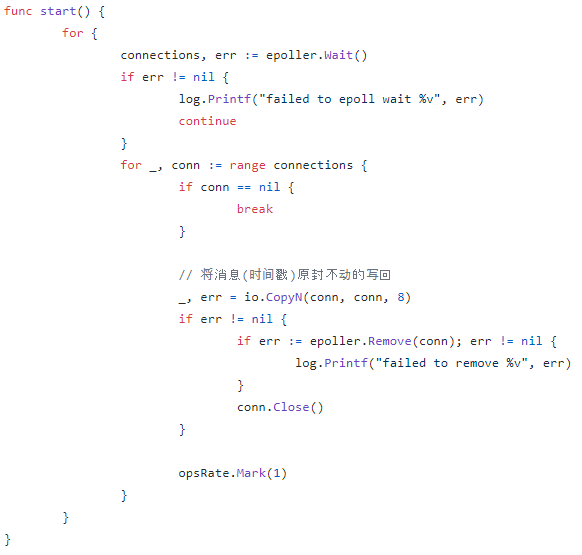 func start() {
	for {
		connections, err := epoller.Wait()
		if err != nil {
			log.Printf("failed to epoll wait %v", err)
			continue
		}
		for _, conn := range connections {
			if conn == nil {
				break
			}

			// 将消息(时间戳)原封不动的写回
			_, err = io.CopyN(conn, conn, 8)
			if err != nil {
				if err := epoller.Remove(conn); err != nil {
					log.Printf("failed to remove %v", err)
				}
				conn.Close()
			}

			opsRate.Mark(1)
		}
	}
}